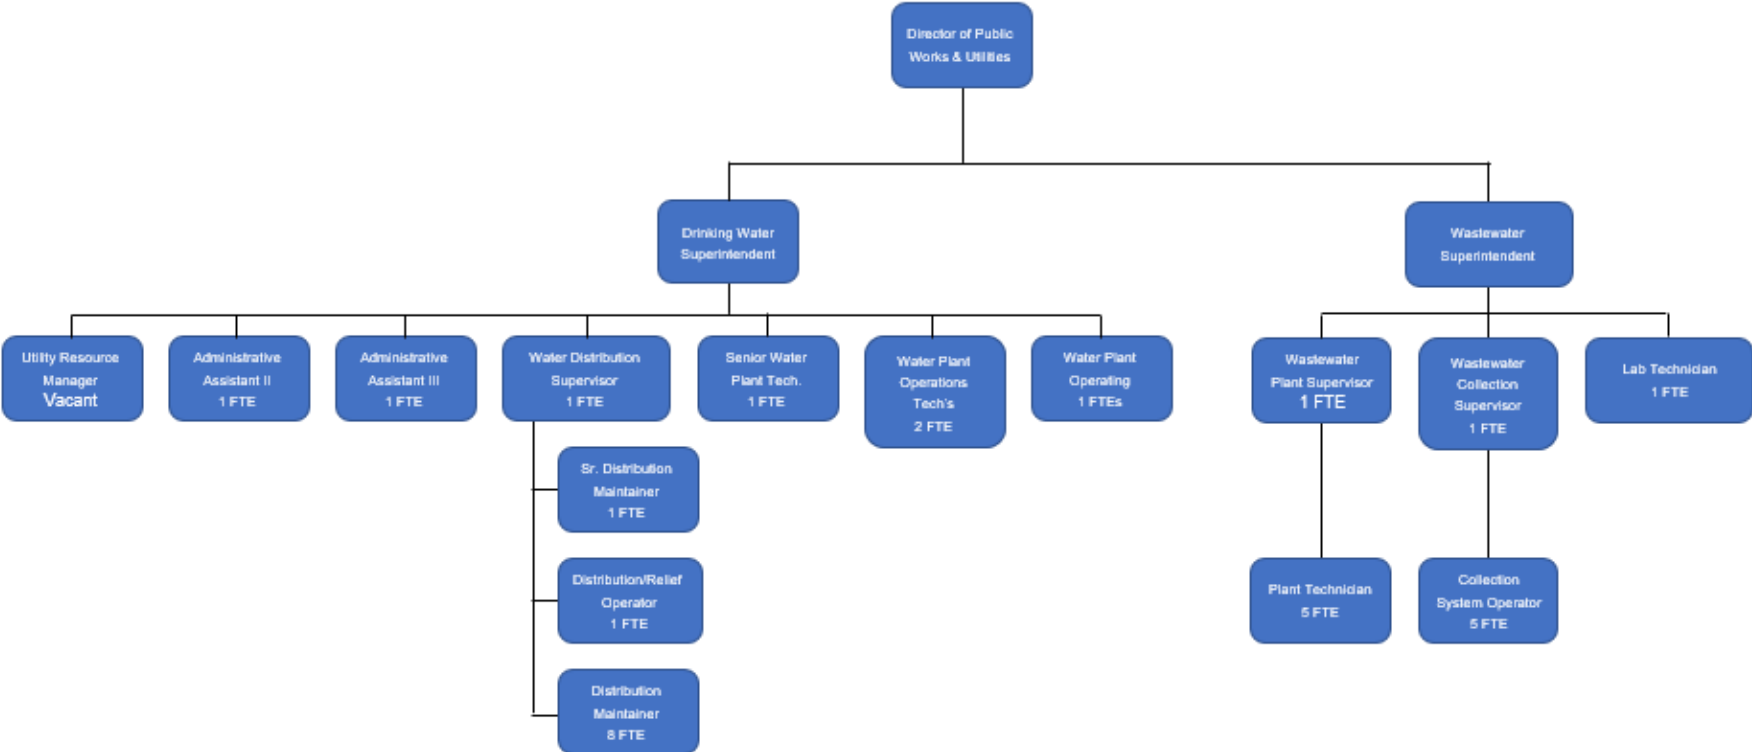 Director of Public
Works & Utilities
Drinking Water
Superintendent
Wastewater
Superintendent
Utility Resource
Manager
Vacant
Administrative
Assistant II
1 FTE
Administrative
Assistant III
1 FTE
Water Distribution
Supervisor
1 FTE
Senior Water
Plant Tech.
1 FTE
Water Plant
Operations
Tech's
2 FTE
Water Plant
Operating
1 FTEs
Wastewater
Plant Supervisor
1 FTE
Wastewater
Collection
Supervisor
1 FTE
Lab Technician
1 FTE
Sr. Distribution
Maintainer
1 FTE
Distribution/Relief
Operator
1 FTE
Distribution
Maintainer
8 FTE
Plant Technician
5 FTE
Collection
System Operator
5 FTE